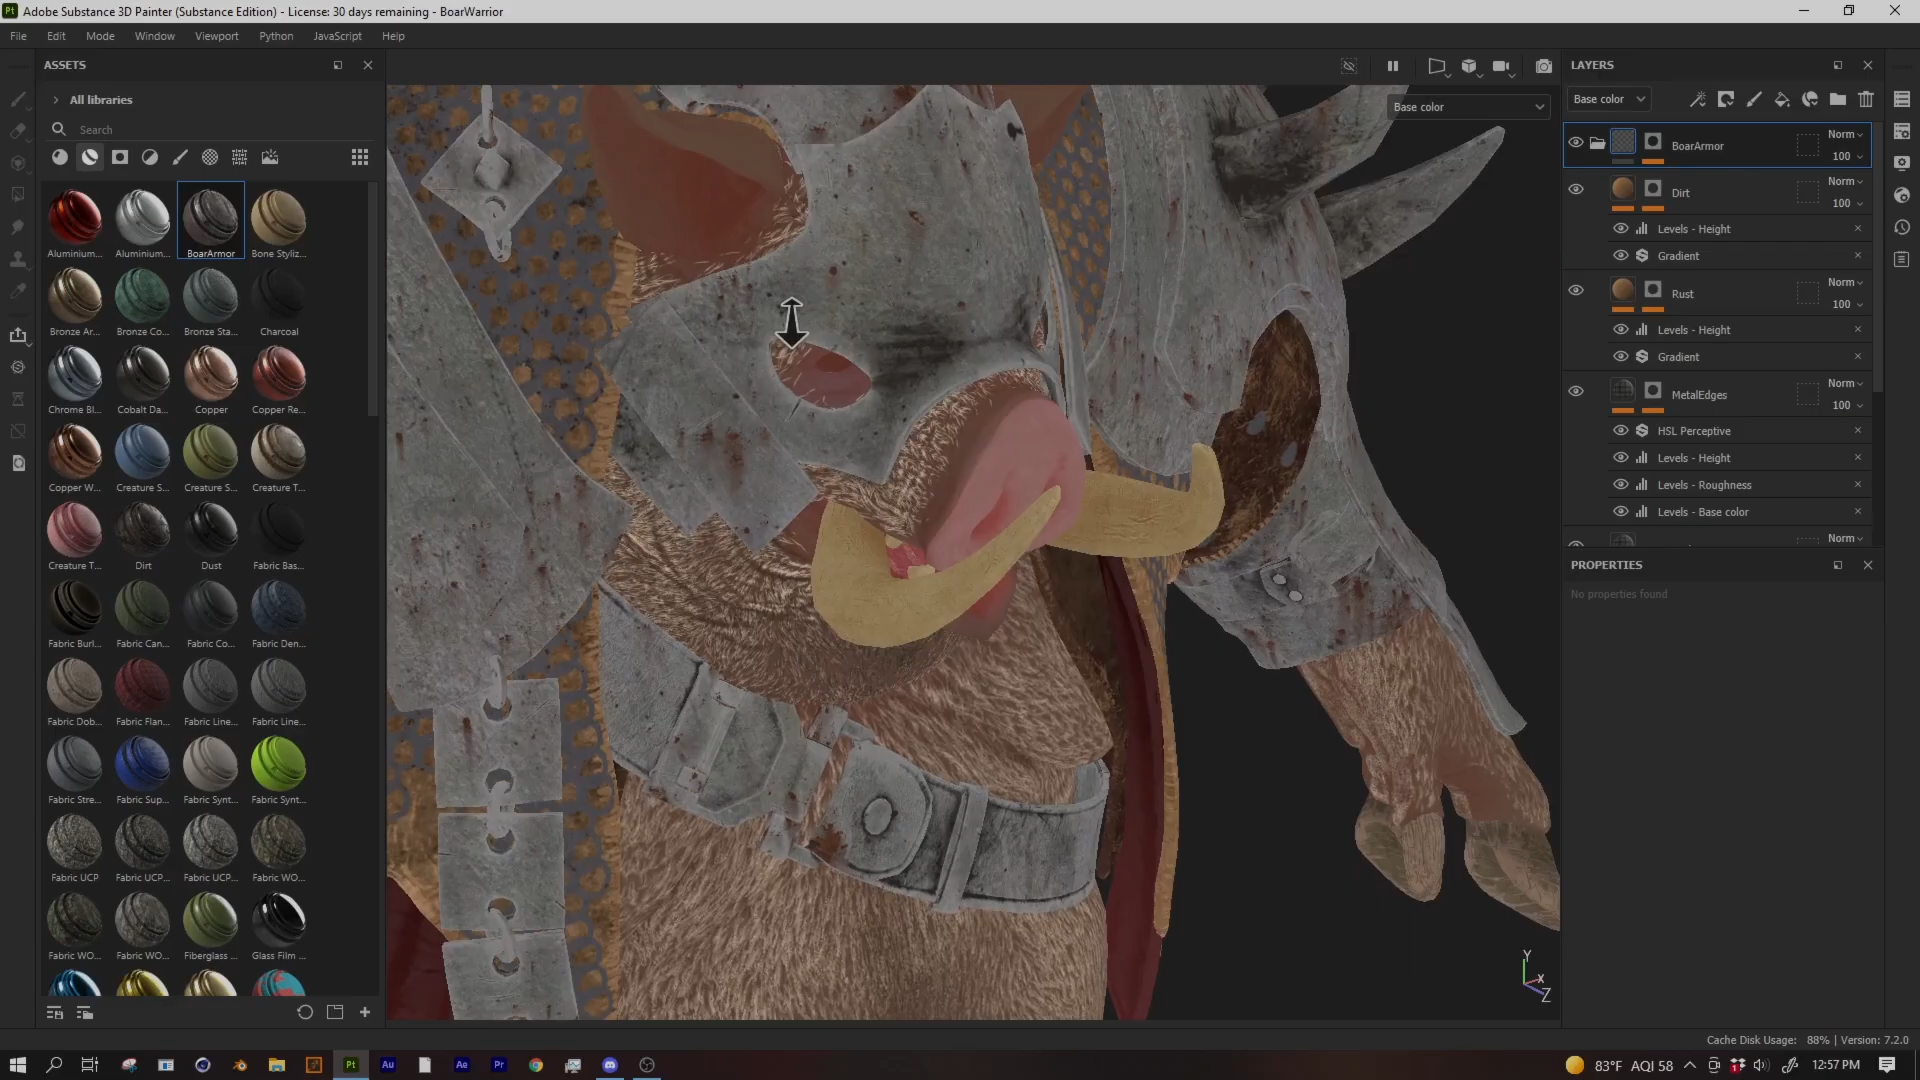 Adobe Substance 3D Painter (Substance Edition) - License: 30 days remaining - BoarWarrior
File Edit Mode Window Viewport Python JavaScript Help
ASSETS
All libraries
Search
Aluminium... Aluminium... BoarArmor Bone Styliz...
Bronze Ar... Bronze Co... Bronze Sta... Charcoal
Chrome Bl... Cobalt Da... Copper Copper Re...
Copper W... Creature S... Creature S... Creature T...
Creature T... Dirt Dust Fabric Bas...
Fabric Burl... Fabric Can... Fabric Co... Fabric Den...
Fabric Dob... Fabric Flan... Fabric Line... Fabric Line...
Fabric Stre... Fabric Sup... Fabric Synt... Fabric Synt...
Fabric UCP Fabric UCP... Fabric UCP... Fabric WO...
Fabric WO... Fabric WO... Fiberglass ... Glass Film ...
Base color
Y
X
Z
LAYERS
Base color
BoarArmor Norm 100
Dirt Norm 100
Levels - Height
Gradient
Rust Norm 100
Levels - Height
Gradient
MetalEdges Norm 100
HSL Perceptive
Levels - Height
Levels - Roughness
Levels - Base color
Norm
PROPERTIES
No properties found
Cache Disk Usage: 88% | Version: 7.2.0
Pt Au Ae Pr
83°F AQI 58 12:57 PM